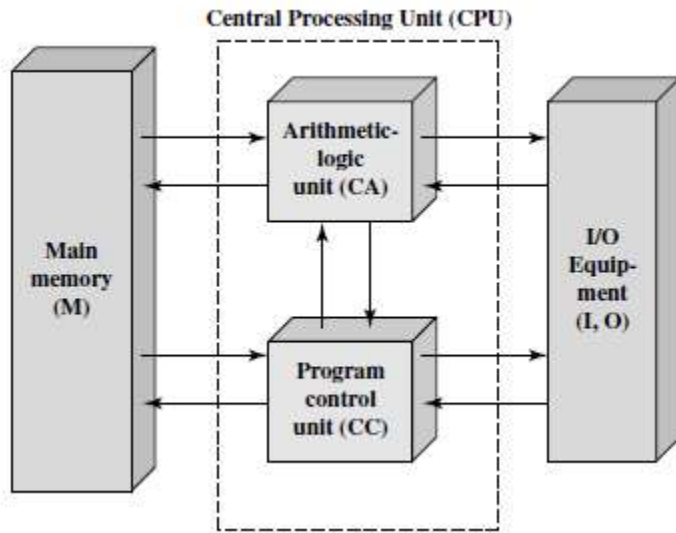 Central Processing Unit (CPU)
Main
memory
(M)
Arithmetic-
logic
unit (CA)
Program
control
unit (CC)
I/O
Equip-
ment
(I, O)